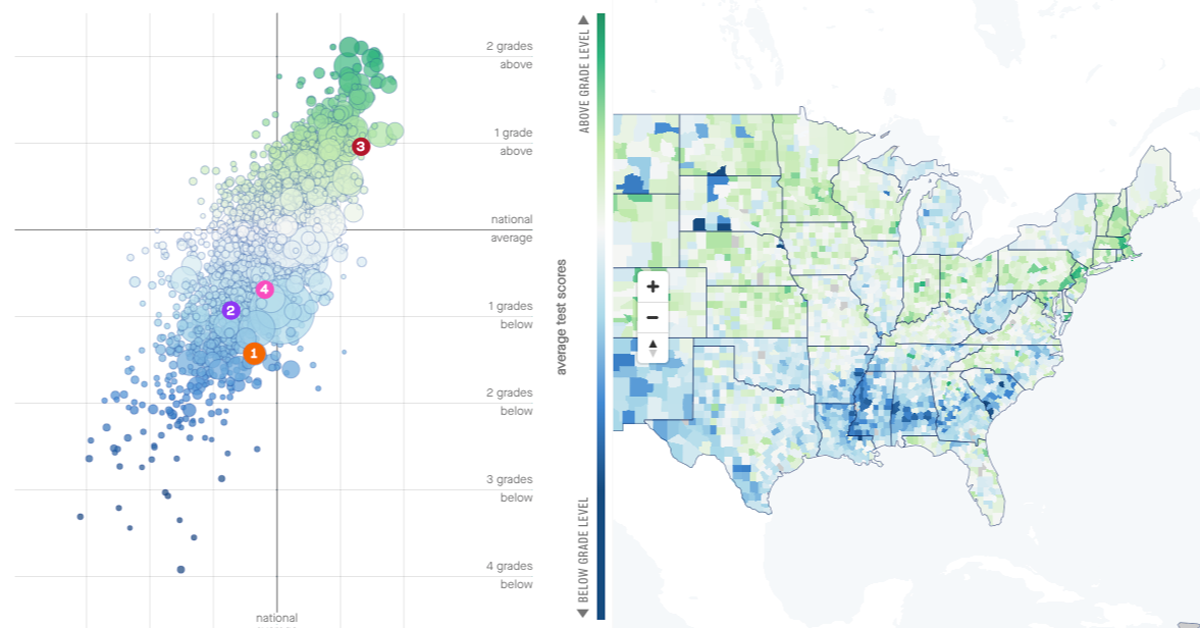 2 grades
above
1 grade
above
national
average
1 grades
below
2 grades
below
3 grades
below
4 grades
below
national
3
4
2
1
average test scores
ABOVE GRADE LEVEL
BELOW GRADE LEVEL
+
−